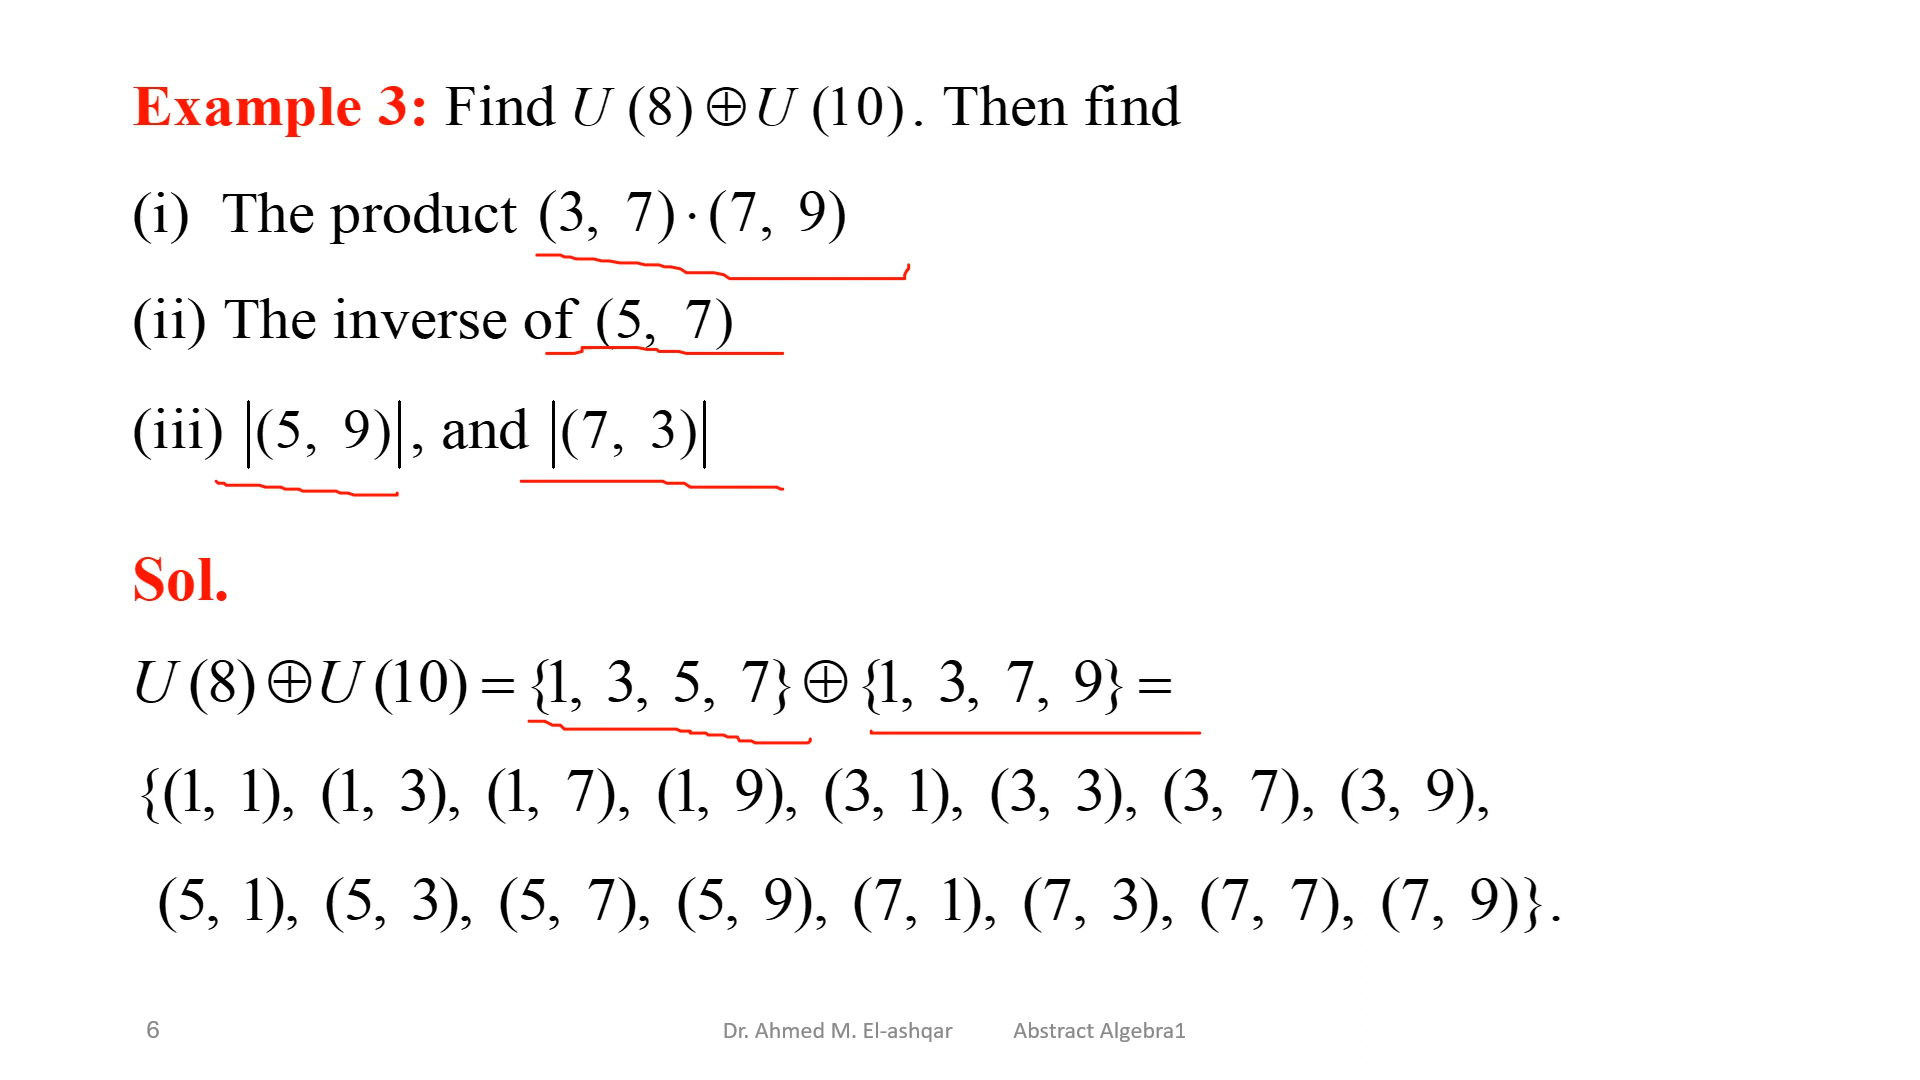 Example 3: Find U (8) ⊕ U (10). Then find
(i) The product (3, 7) · (7, 9)
(ii) The inverse of (5, 7)
(iii) |(5, 9)|, and |(7, 3)|
Sol.
U (8) ⊕ U (10) = {1, 3, 5, 7} ⊕ {1, 3, 7, 9} =
{(1, 1), (1, 3), (1, 7), (1, 9), (3, 1), (3, 3), (3, 7), (3, 9),
(5, 1), (5, 3), (5, 7), (5, 9), (7, 1), (7, 3), (7, 7), (7, 9)}.
6 Dr. Ahmed M. El-ashqar Abstract Algebra1